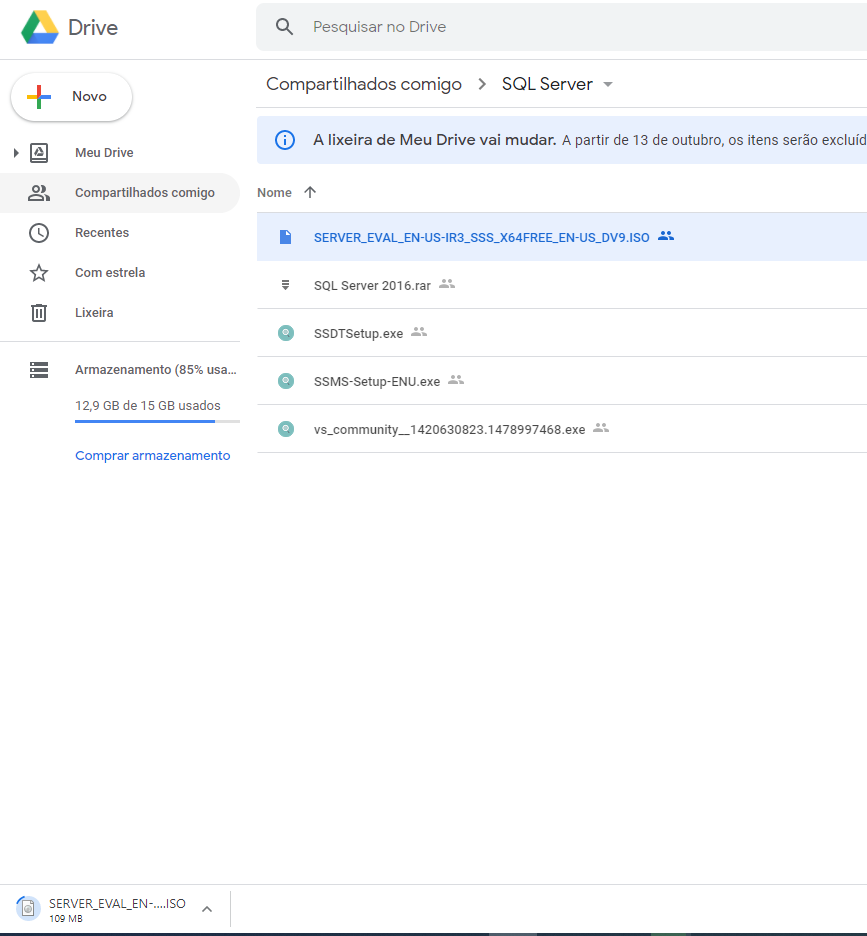 Drive
Pesquisar no Drive
Novo
Compartilhados comigo > SQL Server
A lixeira de Meu Drive vai mudar. A partir de 13 de outubro, os itens serão excluíd
Meu Drive
Compartilhados comigo
Recentes
Com estrela
Lixeira
Armazenamento (85% usa...
12,9 GB de 15 GB usados
Comprar armazenamento
Nome
SERVER_EVAL_EN-US-IR3_SSS_X64FREE_EN-US_DV9.ISO
SQL Server 2016.rar
SSDTSetup.exe
SSMS-Setup-ENU.exe
vs_community__1420630823.1478997468.exe
SERVER_EVAL_EN-....ISO
109 MB